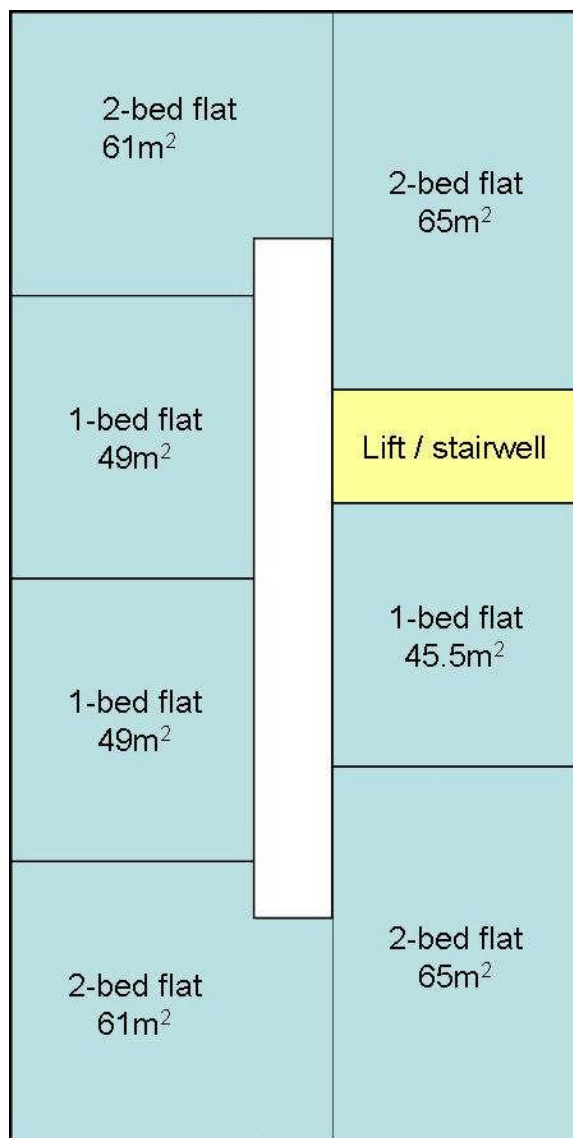 2-bed flat
61m²
2-bed flat
65m²
1-bed flat
49m²
Lift / stairwell
1-bed flat
45.5m²
1-bed flat
49m²
2-bed flat
65m²
2-bed flat
61m²